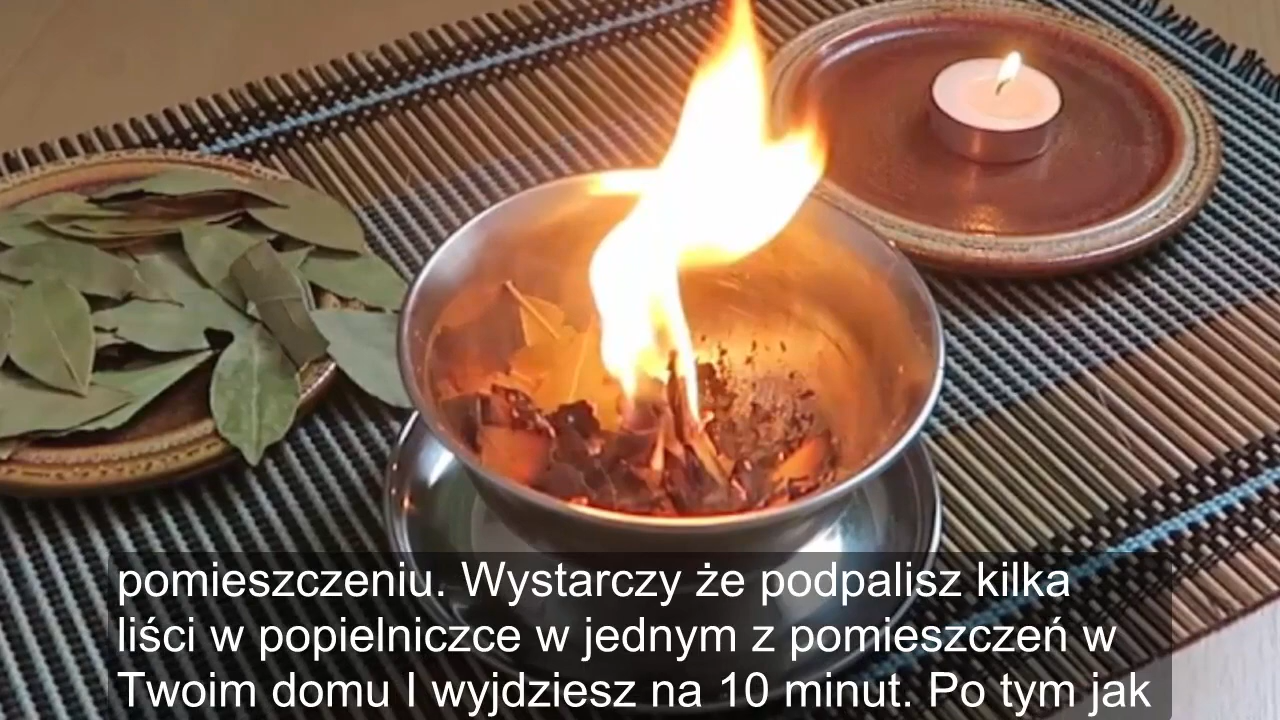 pomieszczeniu. Wystarczy że podpalisz kilka
liści w popielniczce w jednym z pomieszczeń w
Twoim domu I wyjdziesz na 10 minut. Po tym jak